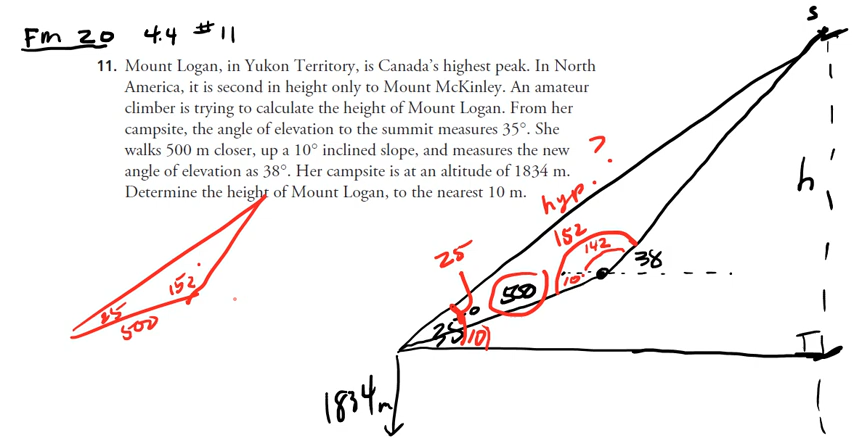 Fm 20 4.4 #11
11. Mount Logan, in Yukon Territory, is Canada's highest peak. In North
America, it is second in height only to Mount McKinley. An amateur
climber is trying to calculate the height of Mount Logan. From her
campsite, the angle of elevation to the summit measures 35°. She
walks 500 m closer, up a 10° inclined slope, and measures the new
angle of elevation as 38°. Her campsite is at an altitude of 1834 m.
Determine the height of Mount Logan, to the nearest 10 m.
S
h
hyp. ?
152
142
10
38
25
500
35°
10
1834 m
25
152
500